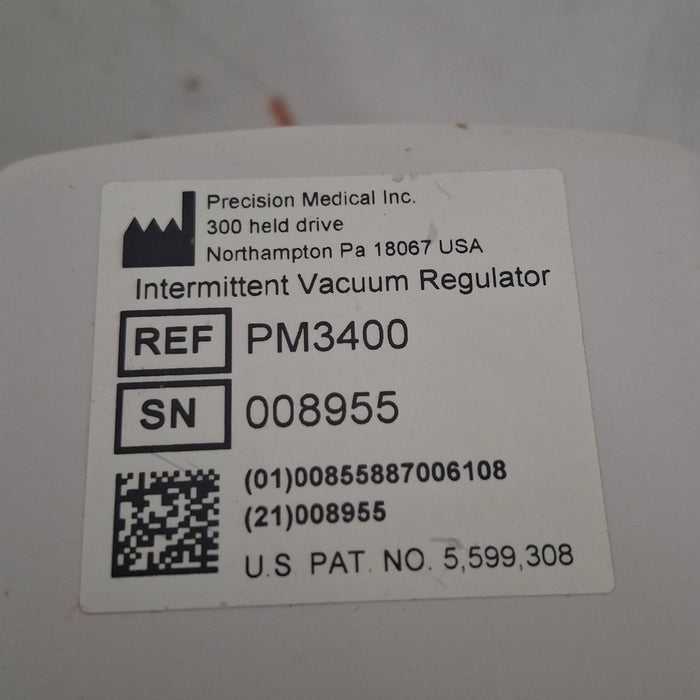 Precision Medical Inc.
300 held drive
Northampton Pa 18067 USA
Intermittent Vacuum Regulator
REF PM3400
SN 008955
(01)00855887006108
(21)008955
U.S PAT. NO. 5,599,308